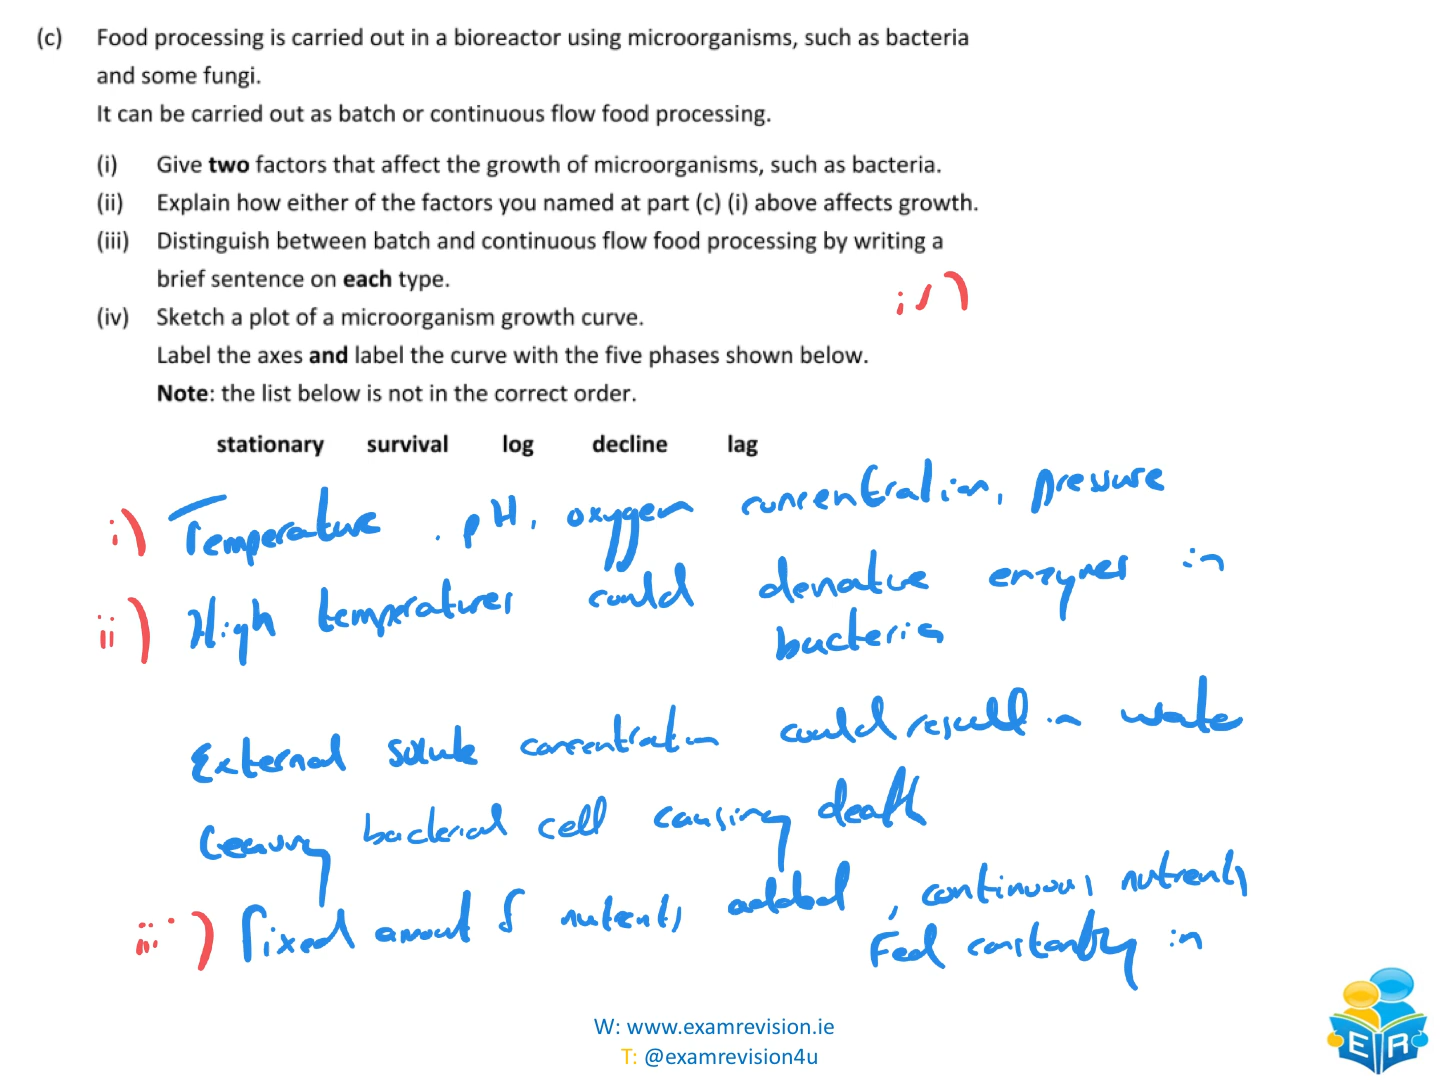 (c) Food processing is carried out in a bioreactor using microorganisms, such as bacteria
and some fungi.
It can be carried out as batch or continuous flow food processing.
(i) Give two factors that affect the growth of microorganisms, such as bacteria.
(ii) Explain how either of the factors you named at part (c) (i) above affects growth.
(iii) Distinguish between batch and continuous flow food processing by writing a
brief sentence on each type.
iv)
(iv) Sketch a plot of a microorganism growth curve.
Label the axes and label the curve with the five phases shown below.
Note: the list below is not in the correct order.
stationary survival log decline lag
i) Temperature, pH, oxygen concentration, pressure
ii) High temperatures could denature enzymes in
bacteria
External solute concentration could result in water
leaving bacterial cell causing death
iii) Fixed amount of nutrients added, continuous nutrients
Fed constantly in
W: www.examrevision.ie
T: @examrevision4u
E R